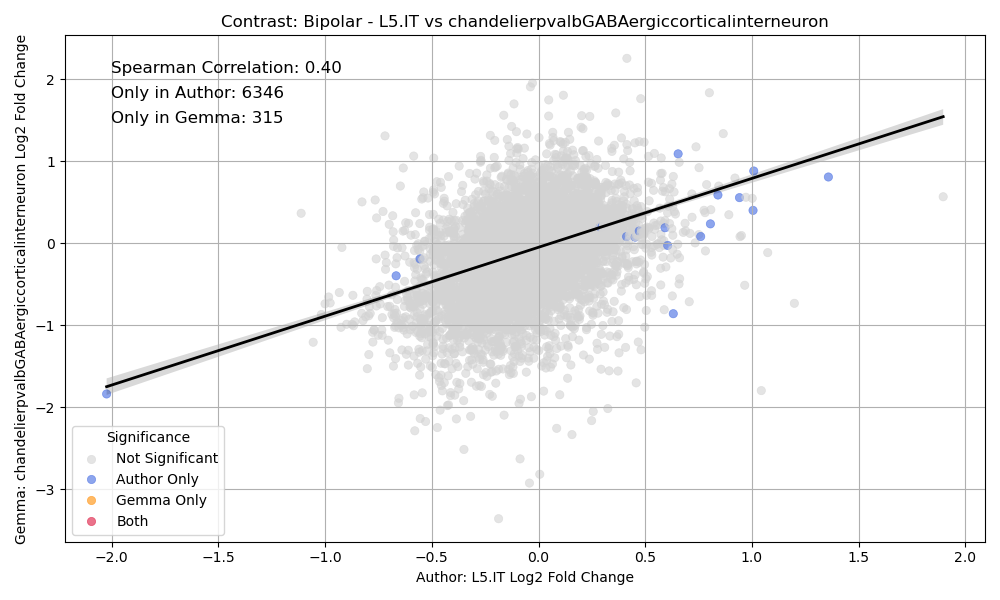 Contrast: Bipolar - L5.IT vs chandelierpvalbGABAergiccorticalinterneuron
Gemma: chandelierpvalbGABAergiccorticalinterneuron Log2 Fold Change
Spearman Correlation: 0.40
Only in Author: 6346
Only in Gemma: 315
2
1
0
−1
−2
−3
Significance
Not Significant
Author Only
Gemma Only
Both
−2.0 −1.5 −1.0 −0.5 0.0 0.5 1.0 1.5 2.0
Author: L5.IT Log2 Fold Change